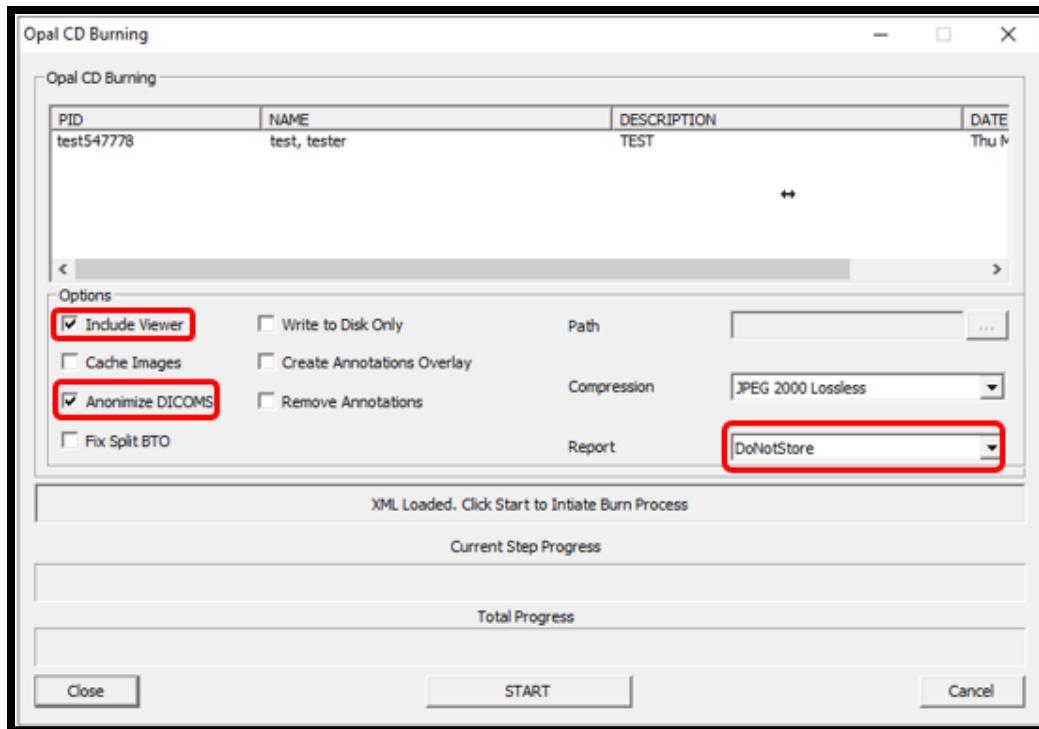 Opal CD Burning
Opal CD Burning
PID NAME DESCRIPTION DATE
test547778 test, tester TEST Thu M
Options
Include Viewer Write to Disk Only Path ...
Cache Images Create Annotations Overlay
Compression JPEG 2000 Lossless
Anonimize DICOMS Remove Annotations
Fix Split BTO
Report DoNotStore
XML Loaded. Click Start to Intiate Burn Process
Current Step Progress
Total Progress
Close START Cancel